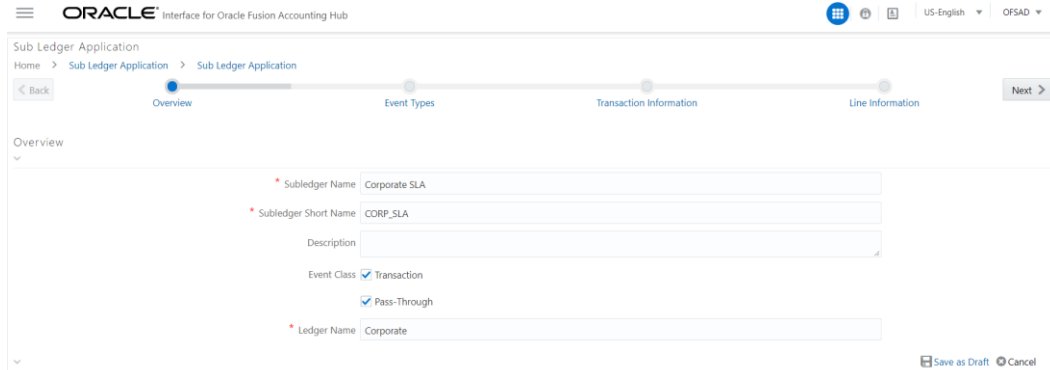 ORACLE® Interface for Oracle Fusion Accounting Hub US-English OFSAD
Sub Ledger Application
Home > Sub Ledger Application > Sub Ledger Application
< Back Overview Event Types Transaction Information Line Information Next >
Overview
* Subledger Name Corporate SLA
* Subledger Short Name CORP_SLA
Description
Event Class Transaction
Pass-Through
* Ledger Name Corporate
Save as Draft Cancel